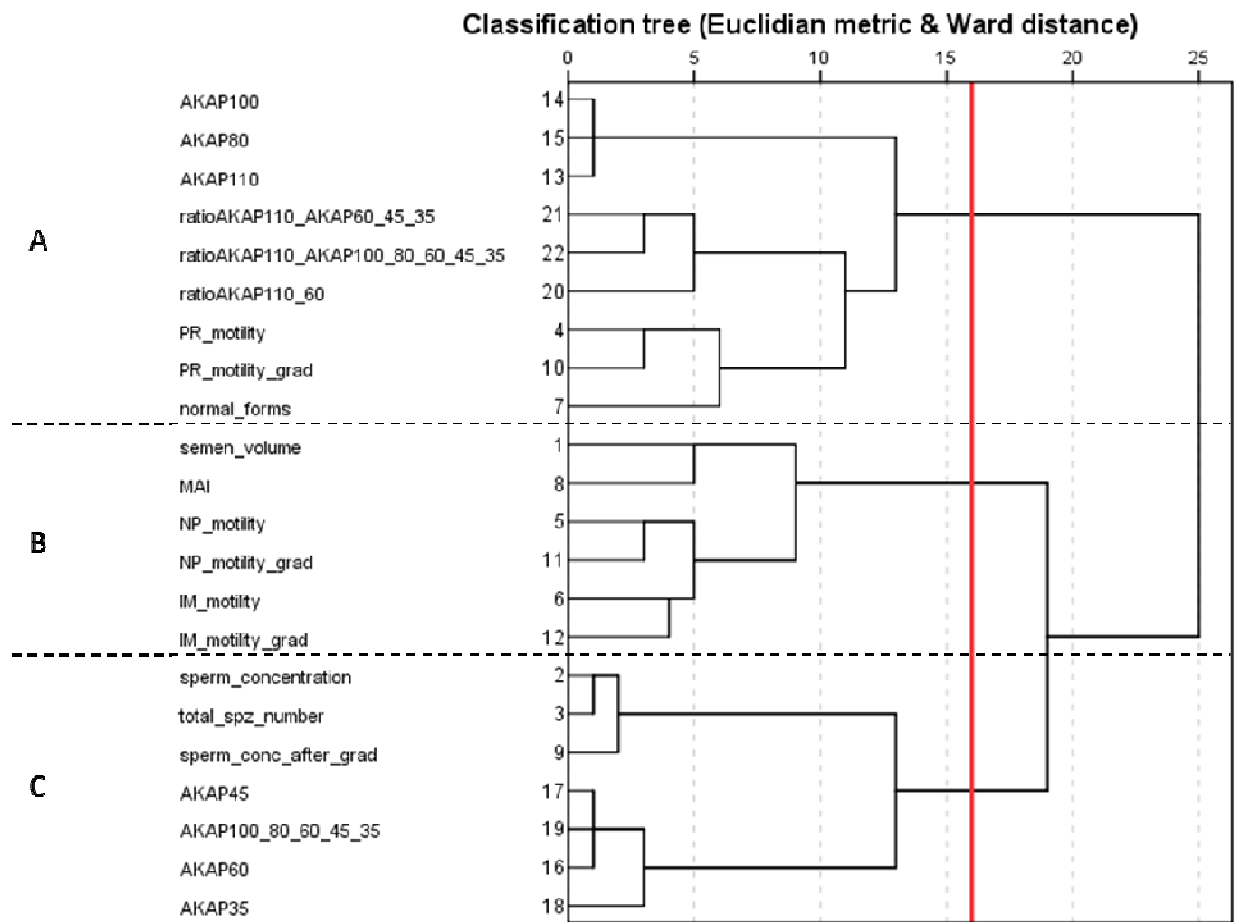 Classification tree (Euclidian metric & Ward distance)
0 5 10 15 20 25
AKAP100 14
AKAP80 15
AKAP110 13
ratioAKAP110_AKAP60_45_35 21
A
ratioAKAP110_AKAP100_80_60_45_35 22
ratioAKAP110_60 20
PR_motility 4
PR_motility_grad 10
normal_forms 7
semen_volume 1
MAI 8
NP_motility 5
B
NP_motility_grad 11
IM_motility 6
IM_motility_grad 12
sperm_concentration 2
total_spz_number 3
sperm_conc_after_grad 9
C
AKAP45 17
AKAP100_80_60_45_35 19
AKAP60 16
AKAP35 18